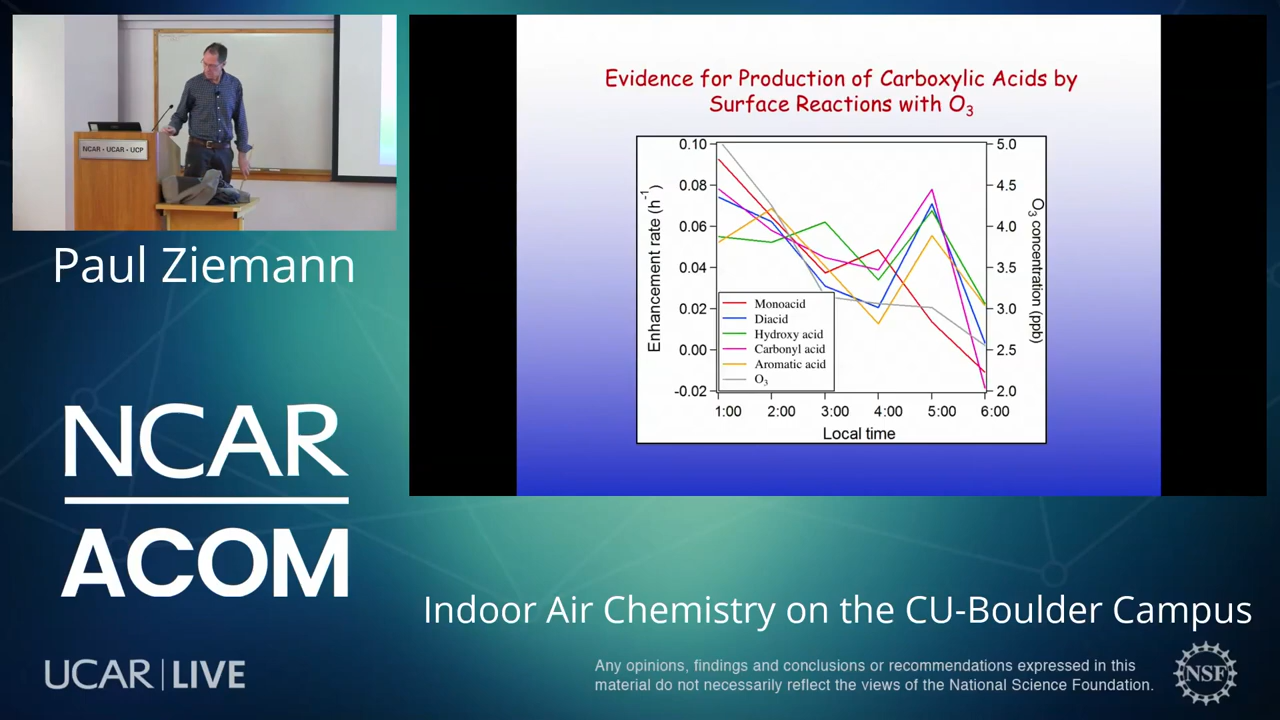 NCAR • UCAR • UCP
Paul Ziemann
NCAR
ACOM
UCAR | LIVE
Evidence for Production of Carboxylic Acids by
Surface Reactions with O3
Enhancement rate (h-1)
0.10
0.08
0.06
0.04
0.02
0.00
-0.02
Monoacid
Diacid
Hydroxy acid
Carbonyl acid
Aromatic acid
O3
5.0
4.5
4.0
3.5
3.0
2.5
2.0
O3 concentration (ppb)
1:00 2:00 3:00 4:00 5:00 6:00
Local time
Indoor Air Chemistry on the CU-Boulder Campus
Any opinions, findings and conclusions or recommendations expressed in this
material do not necessarily reflect the views of the National Science Foundation.
NSF